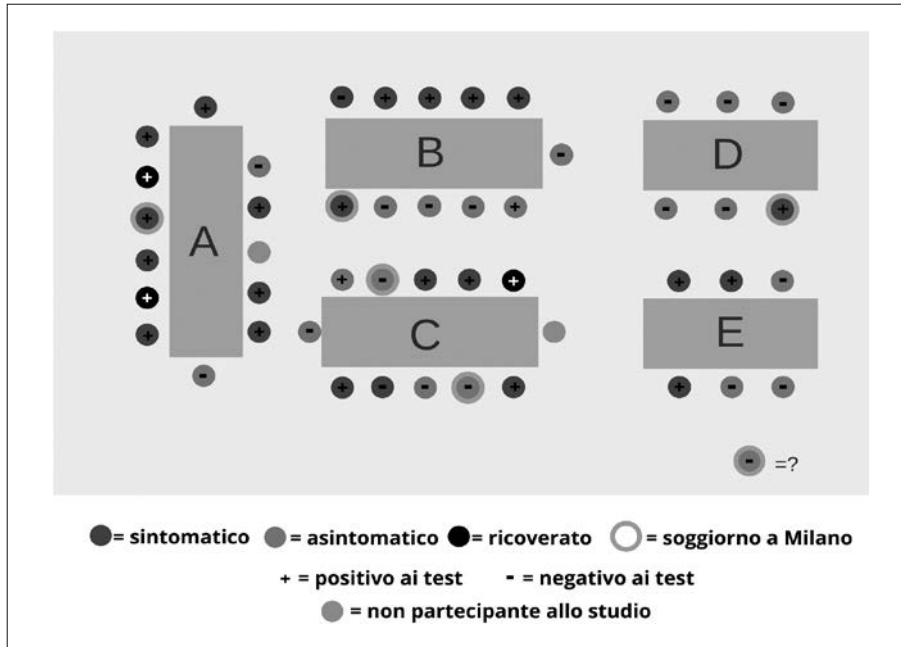 A
B
C
D
E
=?
= sintomatico = asintomatico = ricoverato = soggiorno a Milano
+ = positivo ai test - = negativo ai test
= non partecipante allo studio